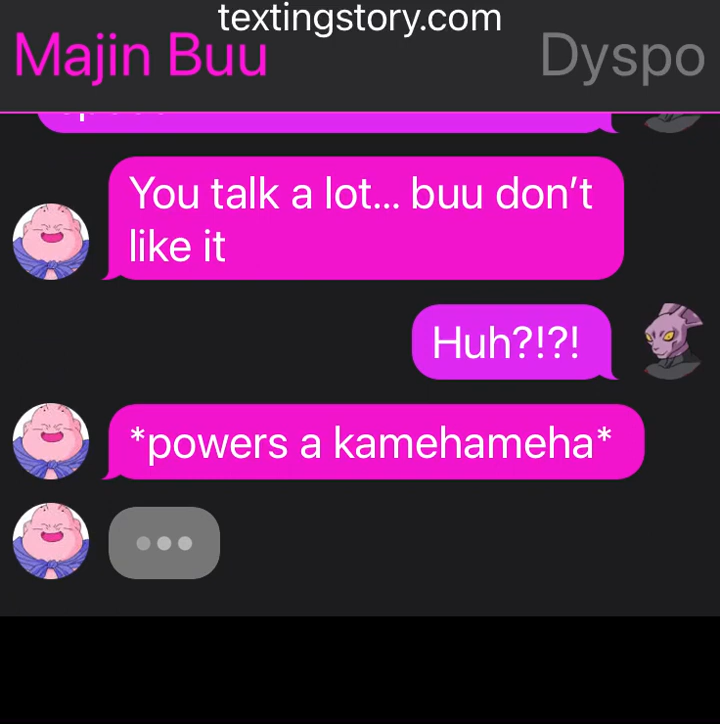 textingstory.com
Majin Buu
Dyspo
You talk a lot... buu don’t
like it
Huh?!?!
*powers a kamehameha*